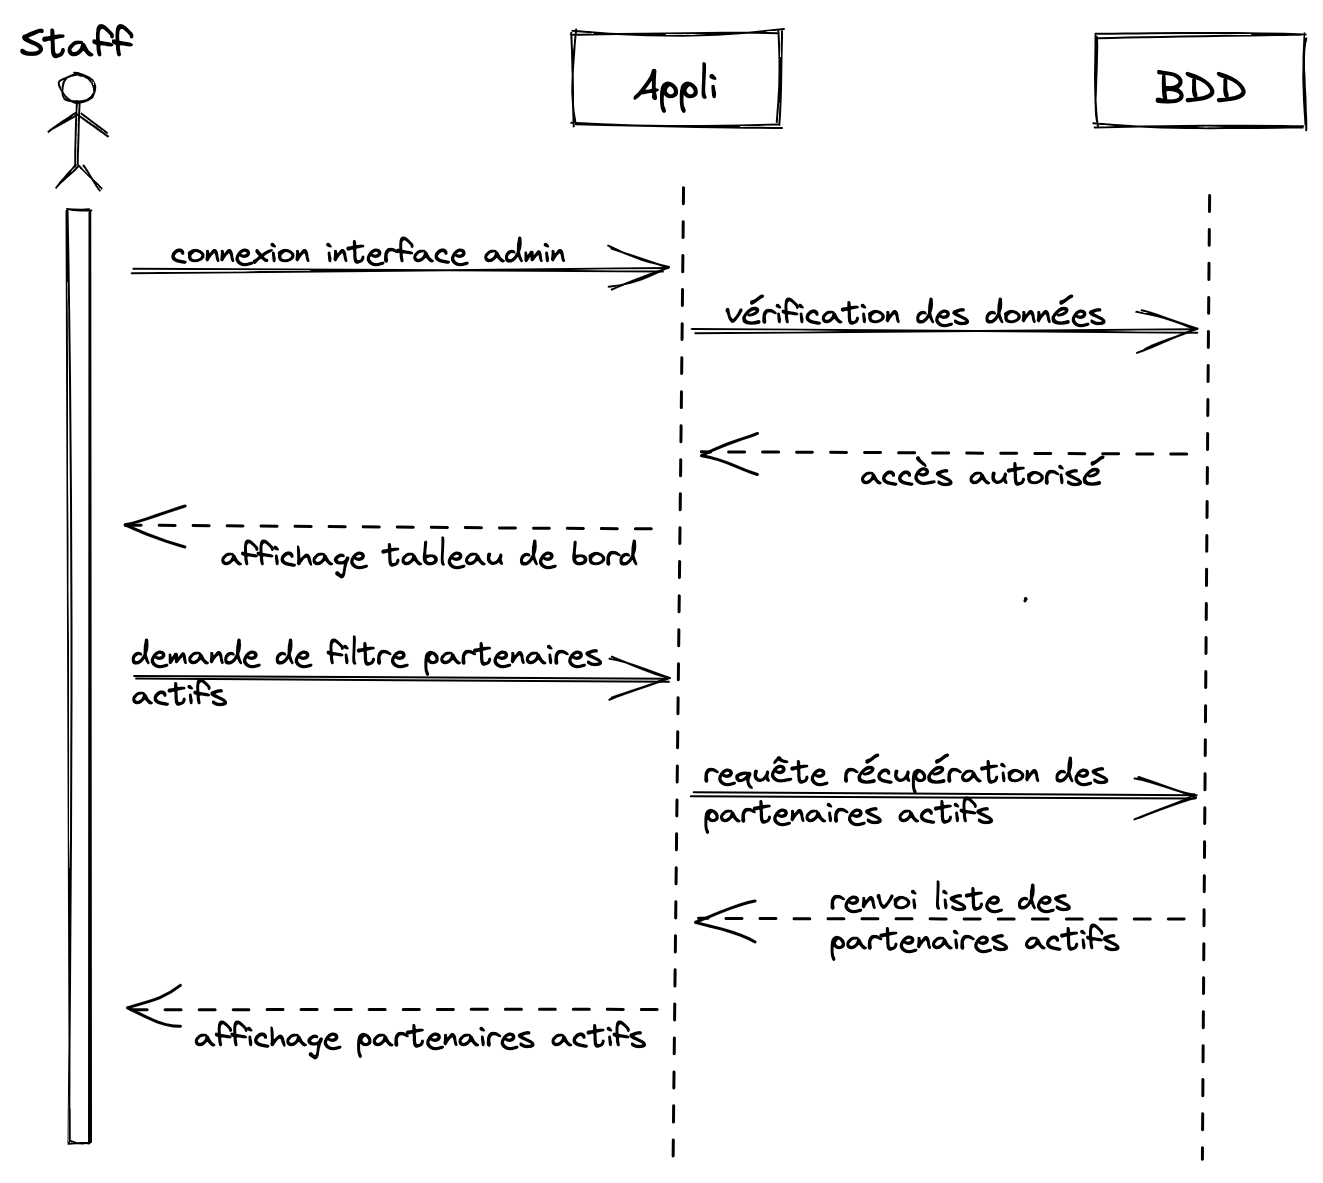 Staff
Appli
BDD
connexion interface admin
vérification des données
accès autorisé
affichage tableau de bord
demande de filtre partenaires
actifs
requête récupération des
partenaires actifs
renvoi liste des
partenaires actifs
affichage partenaires actifs